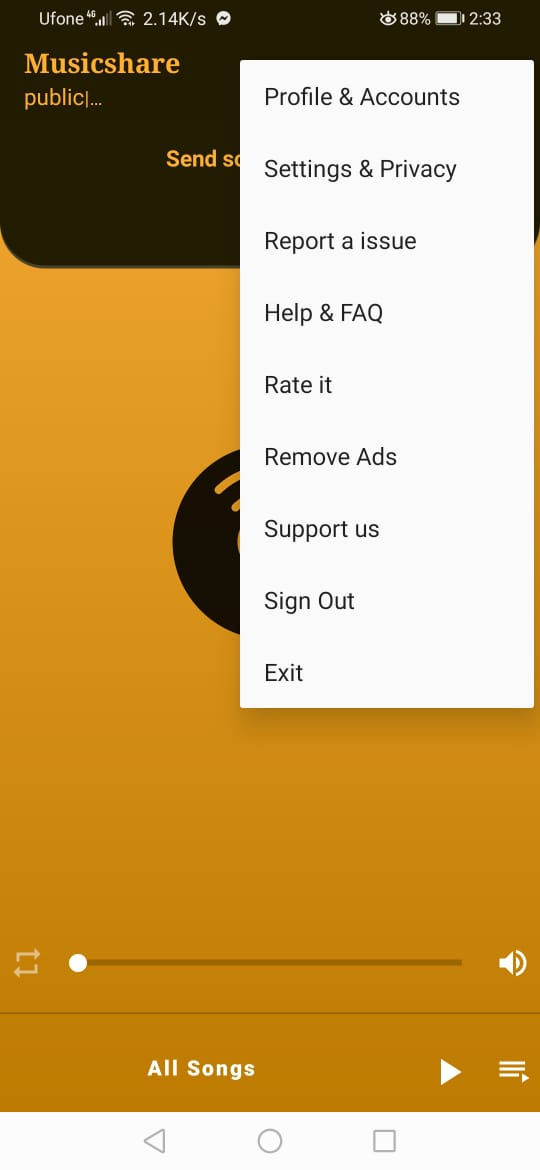 Ufone 4G 2.14K/s 88% 2:33
Musicshare
public|...
Send
Profile & Accounts
Settings & Privacy
Report a issue
Help & FAQ
Rate it
Remove Ads
Support us
Sign Out
Exit
All Songs